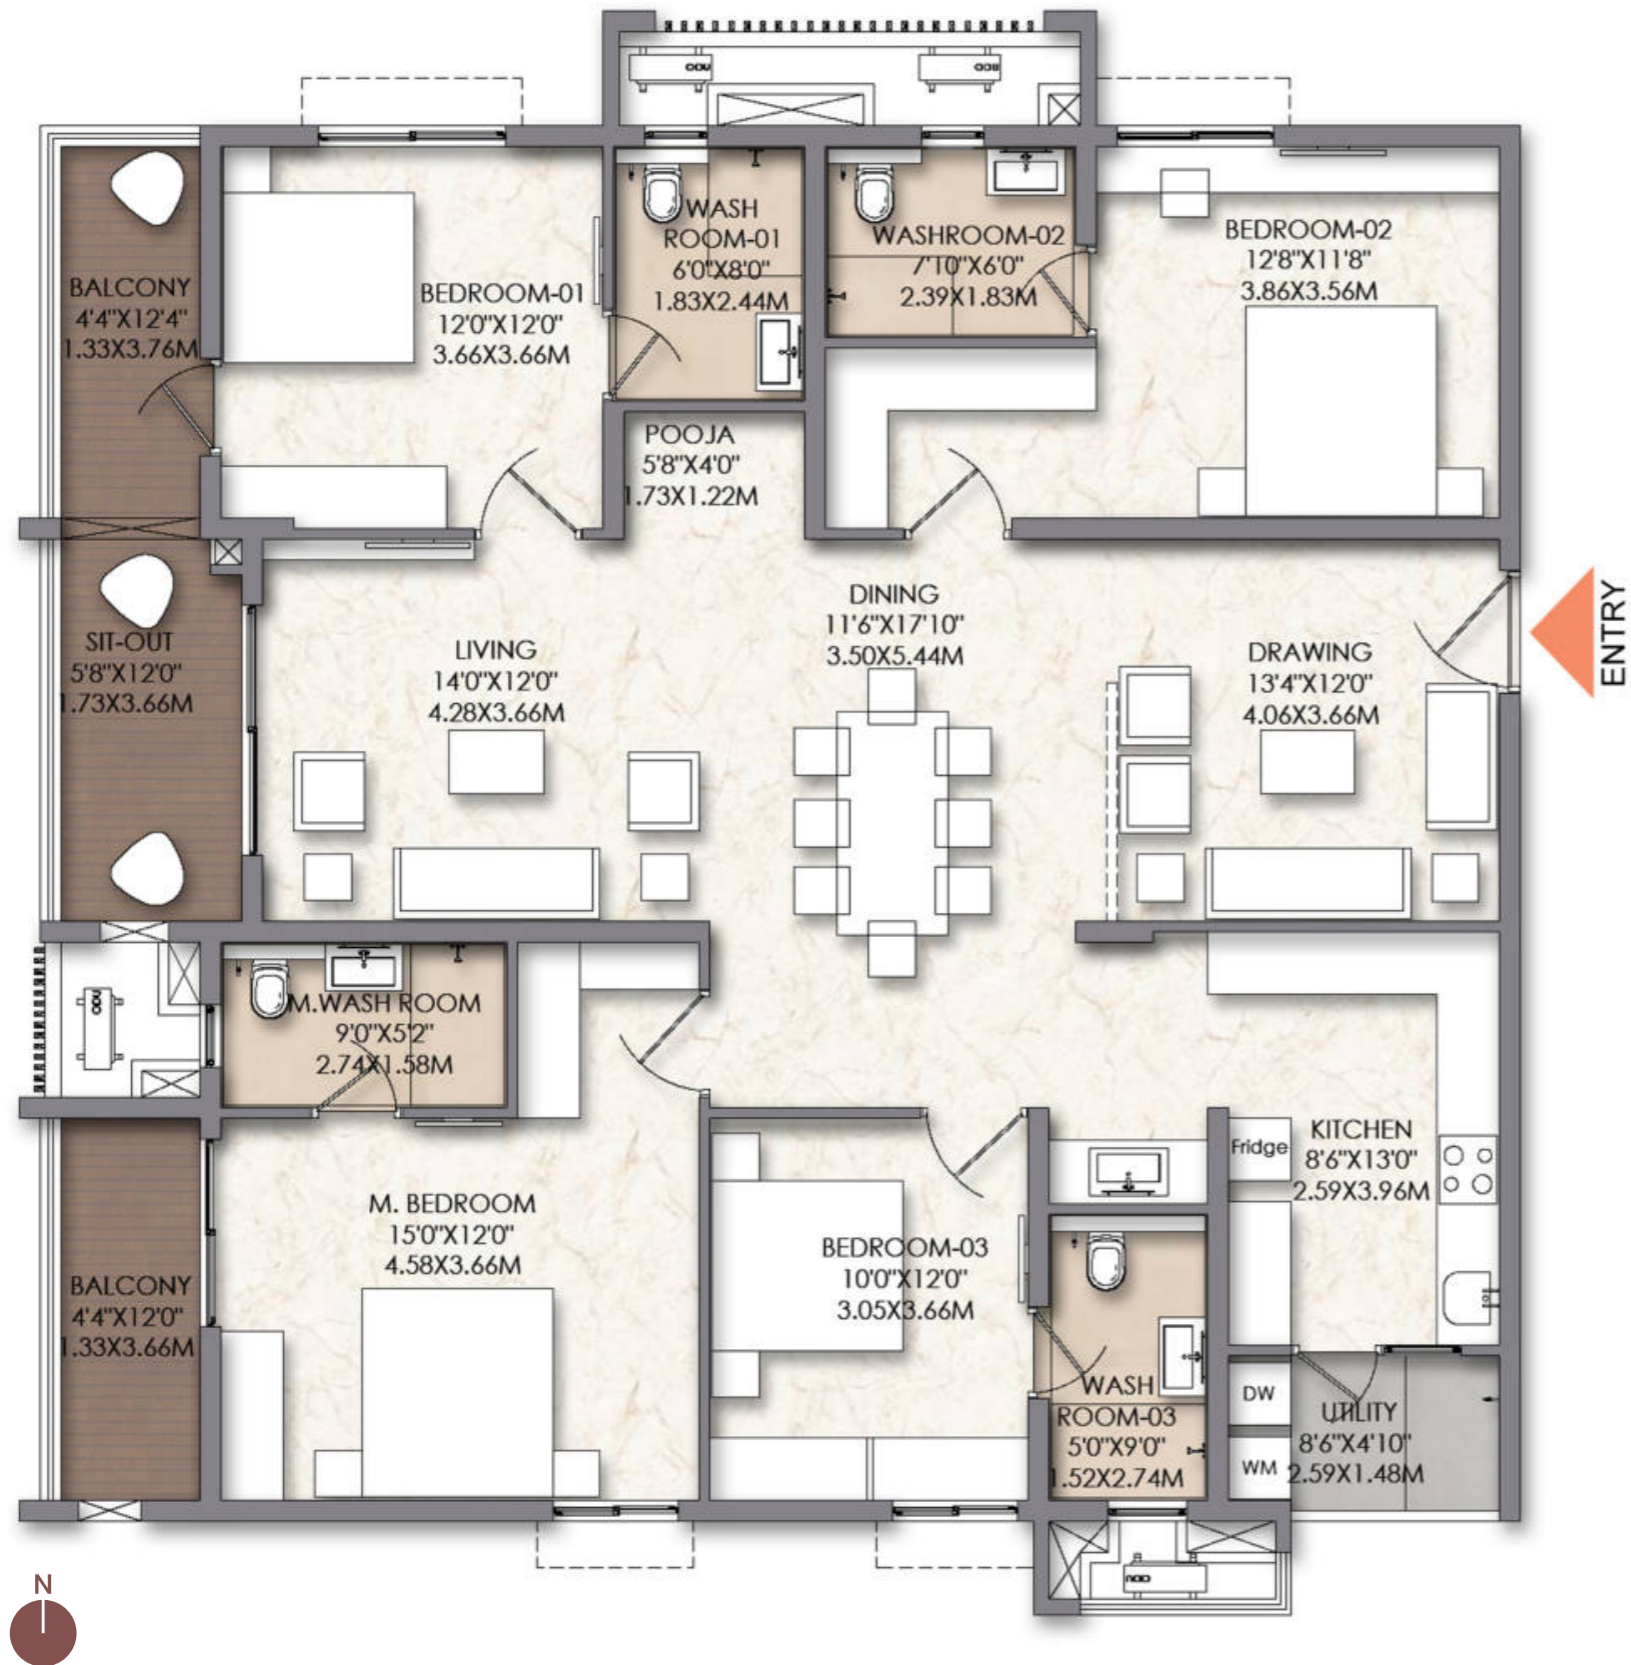 BALCONY
4'4"X12'4"
1.33X3.76M
BEDROOM-01
12'0"X12'0"
3.66X3.66M
ODU
WASH
ROOM-01
6'0"X8'0"
1.83X2.44M
ODU
WASHROOM-02
7'10"X6'0"
2.39X1.83M
BEDROOM-02
12'8"X11'8"
3.86X3.56M
POOJA
5'8"X4'0"
1.73X1.22M
SIT-OUT
5'8"X12'0"
1.73X3.66M
LIVING
14'0"X12'0"
4.28X3.66M
DINING
11'6"X17'10"
3.50X5.44M
DRAWING
13'4"X12'0"
4.06X3.66M
ENTRY
ODU
M.WASH ROOM
9'0"X5'2"
2.74X1.58M
M. BEDROOM
15'0"X12'0"
4.58X3.66M
BALCONY
4'4"X12'0"
1.33X3.66M
BEDROOM-03
10'0"X12'0"
3.05X3.66M
Fridge
KITCHEN
8'6"X13'0"
2.59X3.96M
WASH
ROOM-03
5'0"X9'0"
1.52X2.74M
DW
WM
UTILITY
8'6"X4'10"
2.59X1.48M
ODU
N